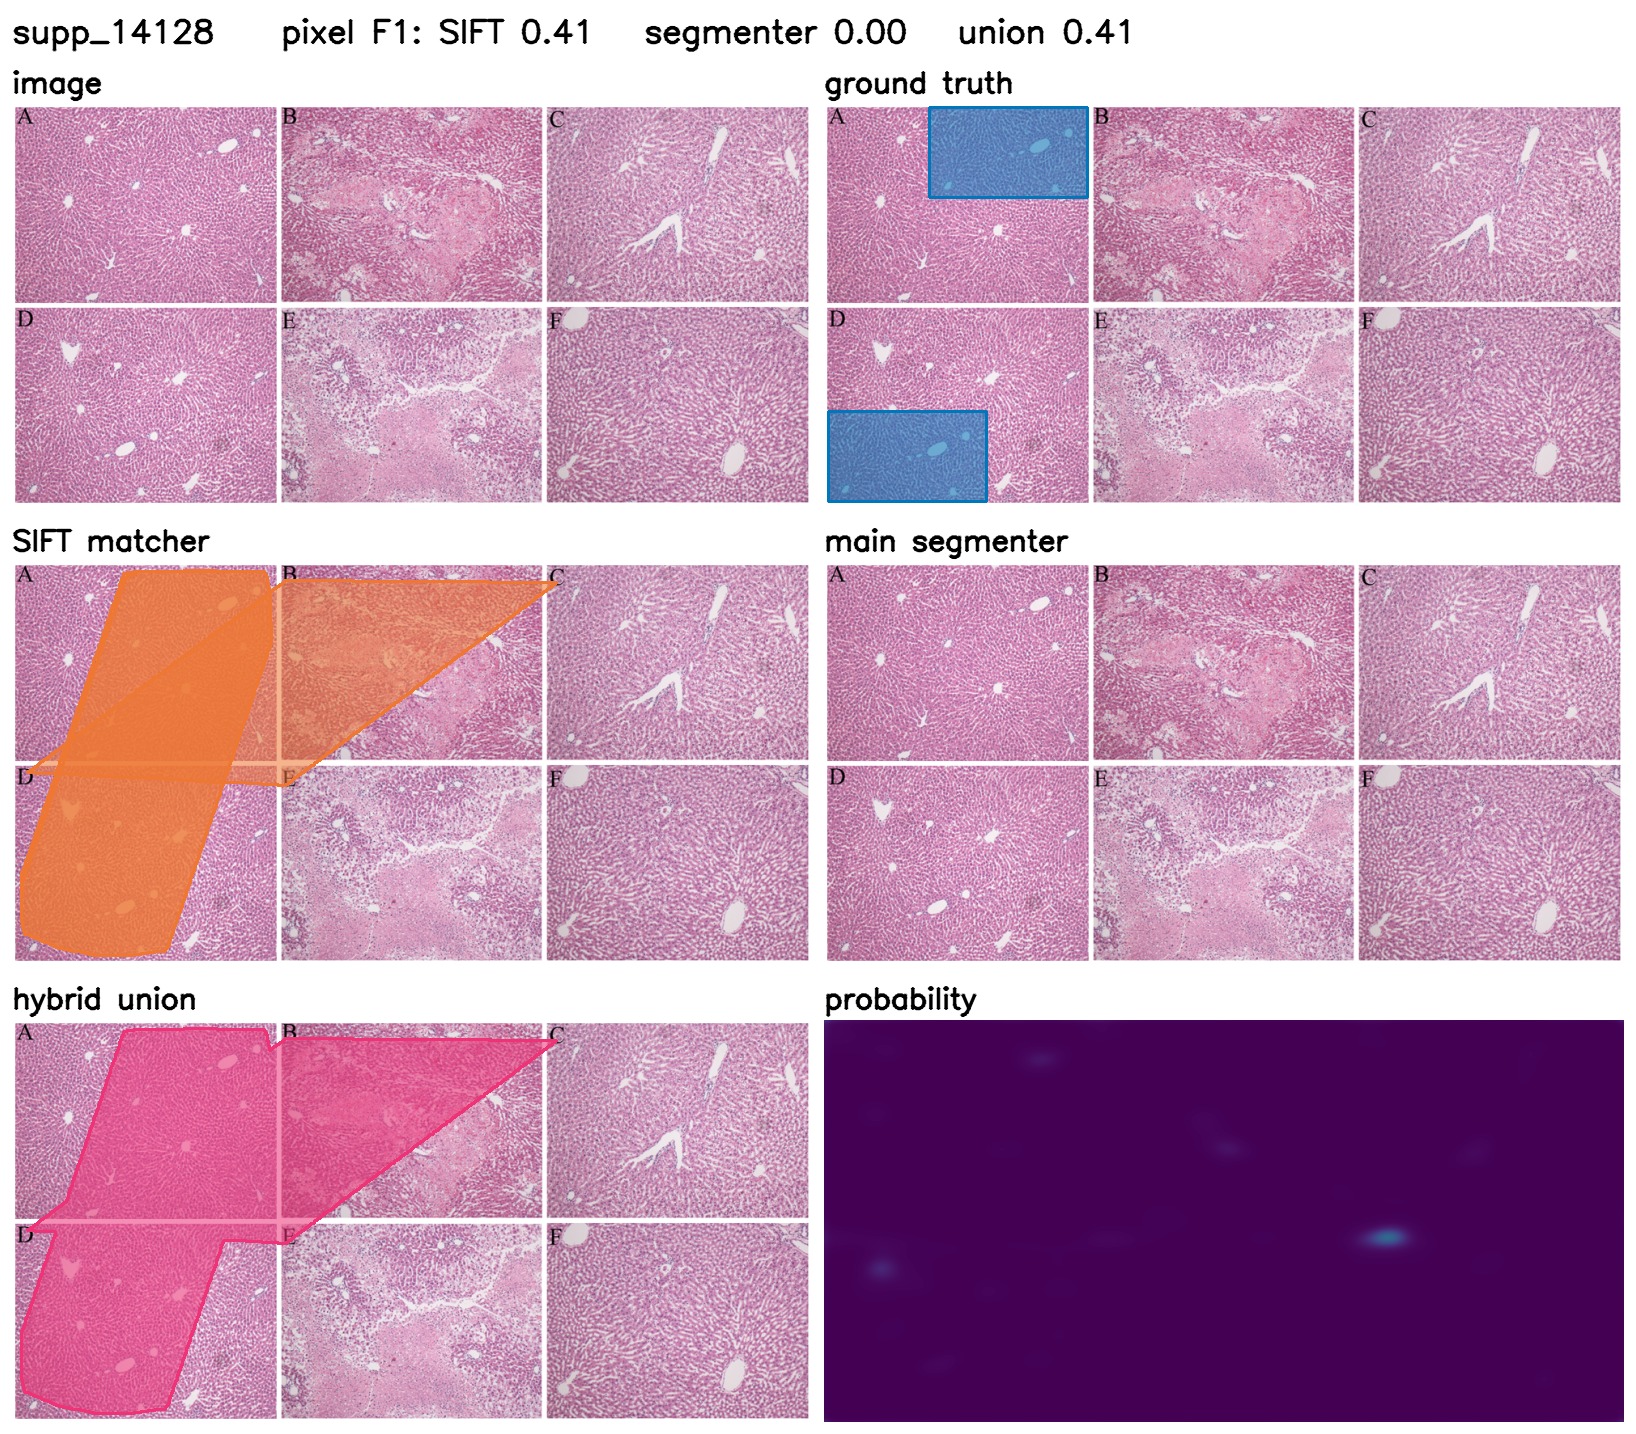 supp_14128 pixel F1: SIFT 0.41 segmenter 0.00 union 0.41
image ground truth
A B C A B C
D E F D E F
SIFT matcher main segmenter
A B C A B C
D E F D E F
hybrid union probability
A B C
D E F